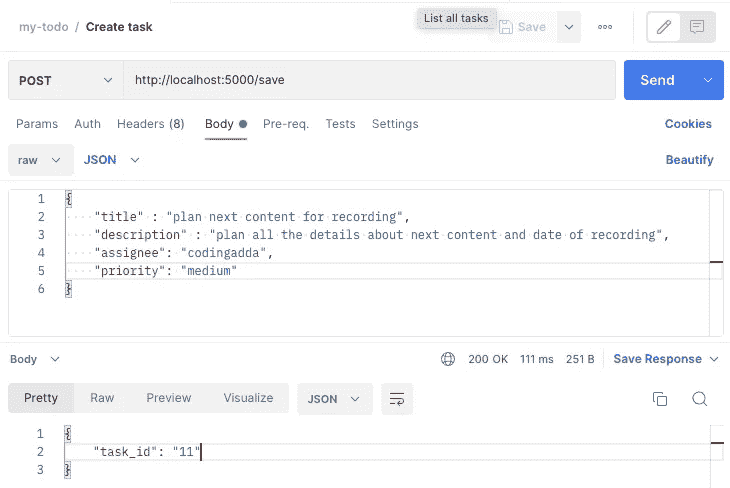 List all tasks
my-todo / Create task
Save
POST http://localhost:5000/save Send
Params Auth Headers (8) Body Pre-req. Tests Settings Cookies
raw JSON Beautify
1 {
2 "title" : "plan next content for recording",
3 "description" : "plan all the details about next content and date of recording",
4 "assignee": "codingadda",
5 "priority": "medium"
6 }
Body 200 OK 111 ms 251 B Save Response
Pretty Raw Preview Visualize JSON
1 {
2 "task_id": "11"
3 }